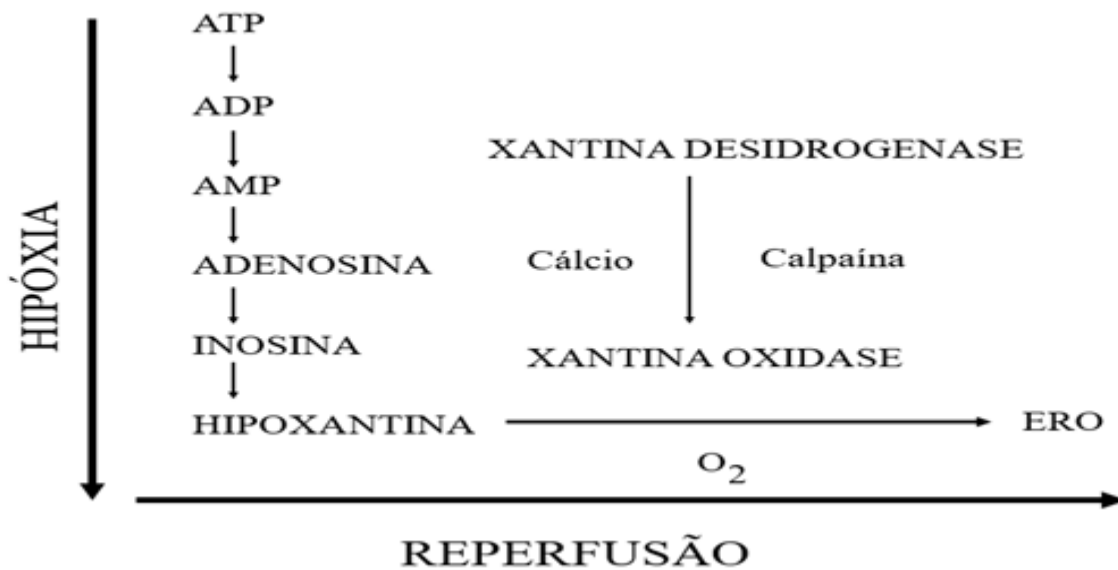 ATP
ADP
AMP
ADENOSINA
INOSINA
HIPOXANTINA
HIPÓXIA
XANTINA DESIDROGENASE
Cálcio Calpaína
XANTINA OXIDASE
ERO
O2
REPERFUSÃO